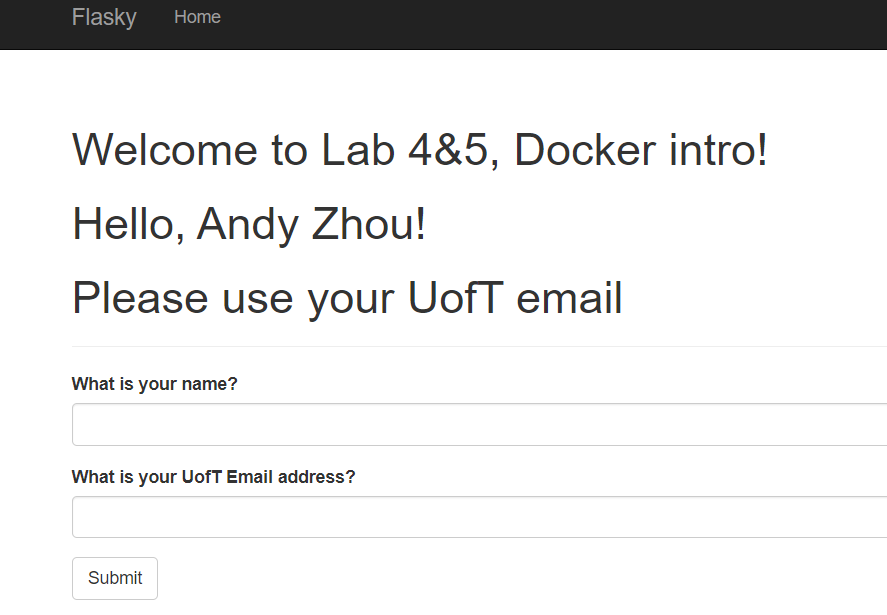 Flasky Home
Welcome to Lab 4&5, Docker intro!
Hello, Andy Zhou!
Please use your UofT email
What is your name?
What is your UofT Email address?
Submit